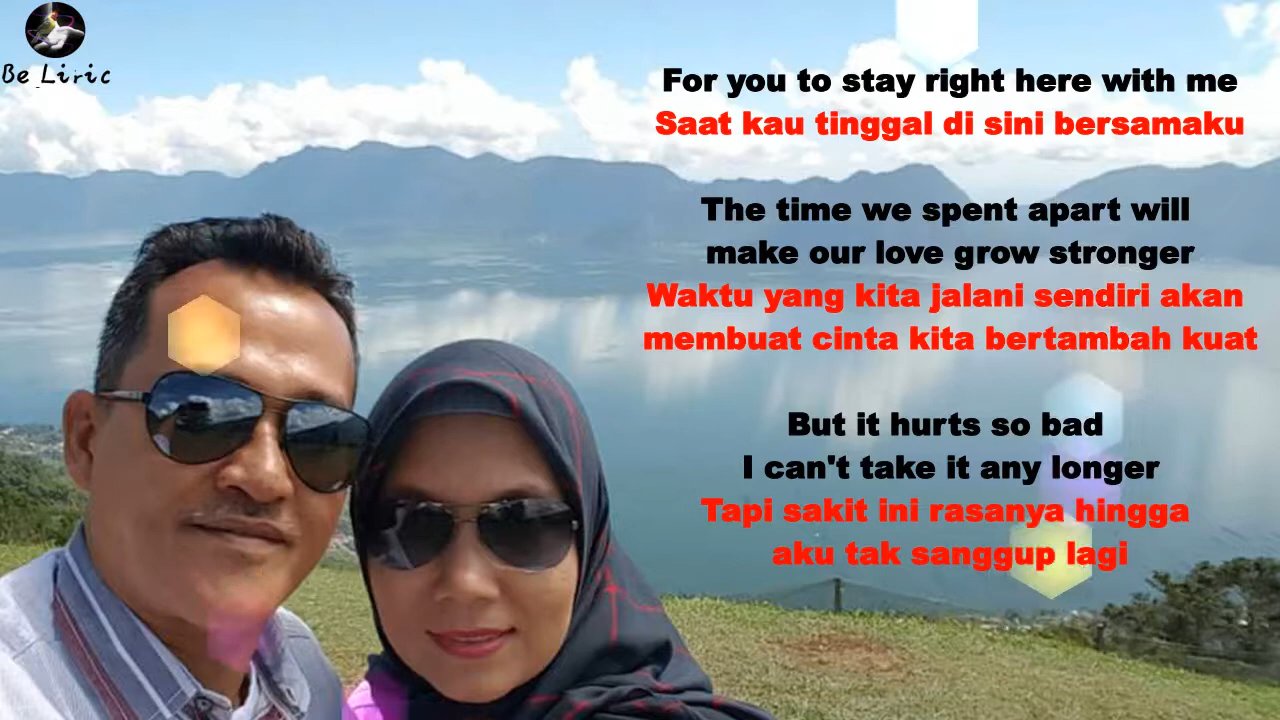 Be Liric
For you to stay right here with me
Saat kau tinggal di sini bersamaku
The time we spent apart will
make our love grow stronger
Waktu yang kita jalani sendiri akan
membuat cinta kita bertambah kuat
But it hurts so bad
I can't take it any longer
Tapi sakit ini rasanya hingga
aku tak sanggup lagi